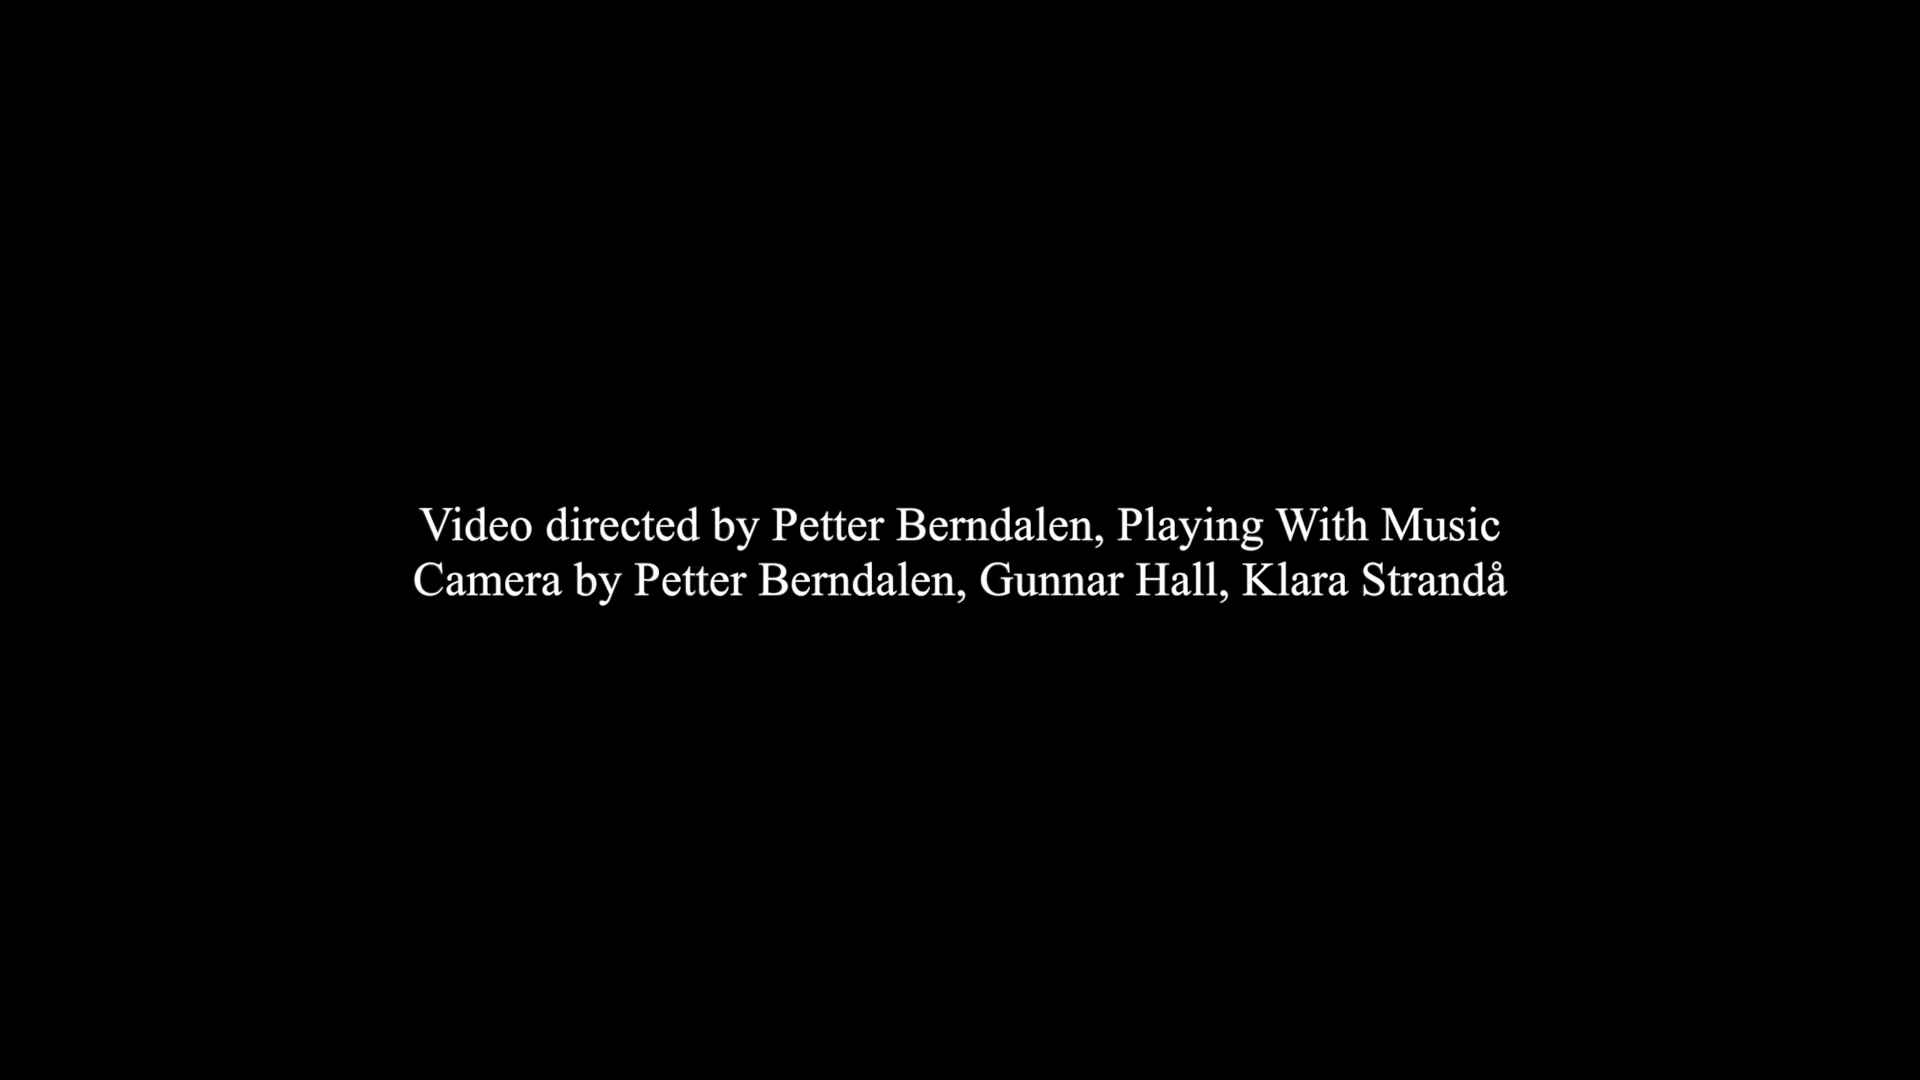 Video directed by Petter Berndalen, Playing With Music
Camera by Petter Berndalen, Gunnar Hall, Klara Strandå